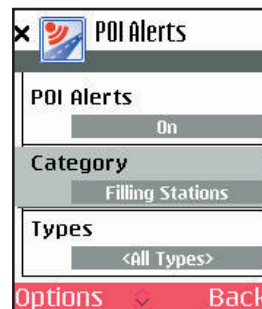 POI Alerts
POI Alerts
On
Category
Filling Stations
Types
<All Types>
Options Back